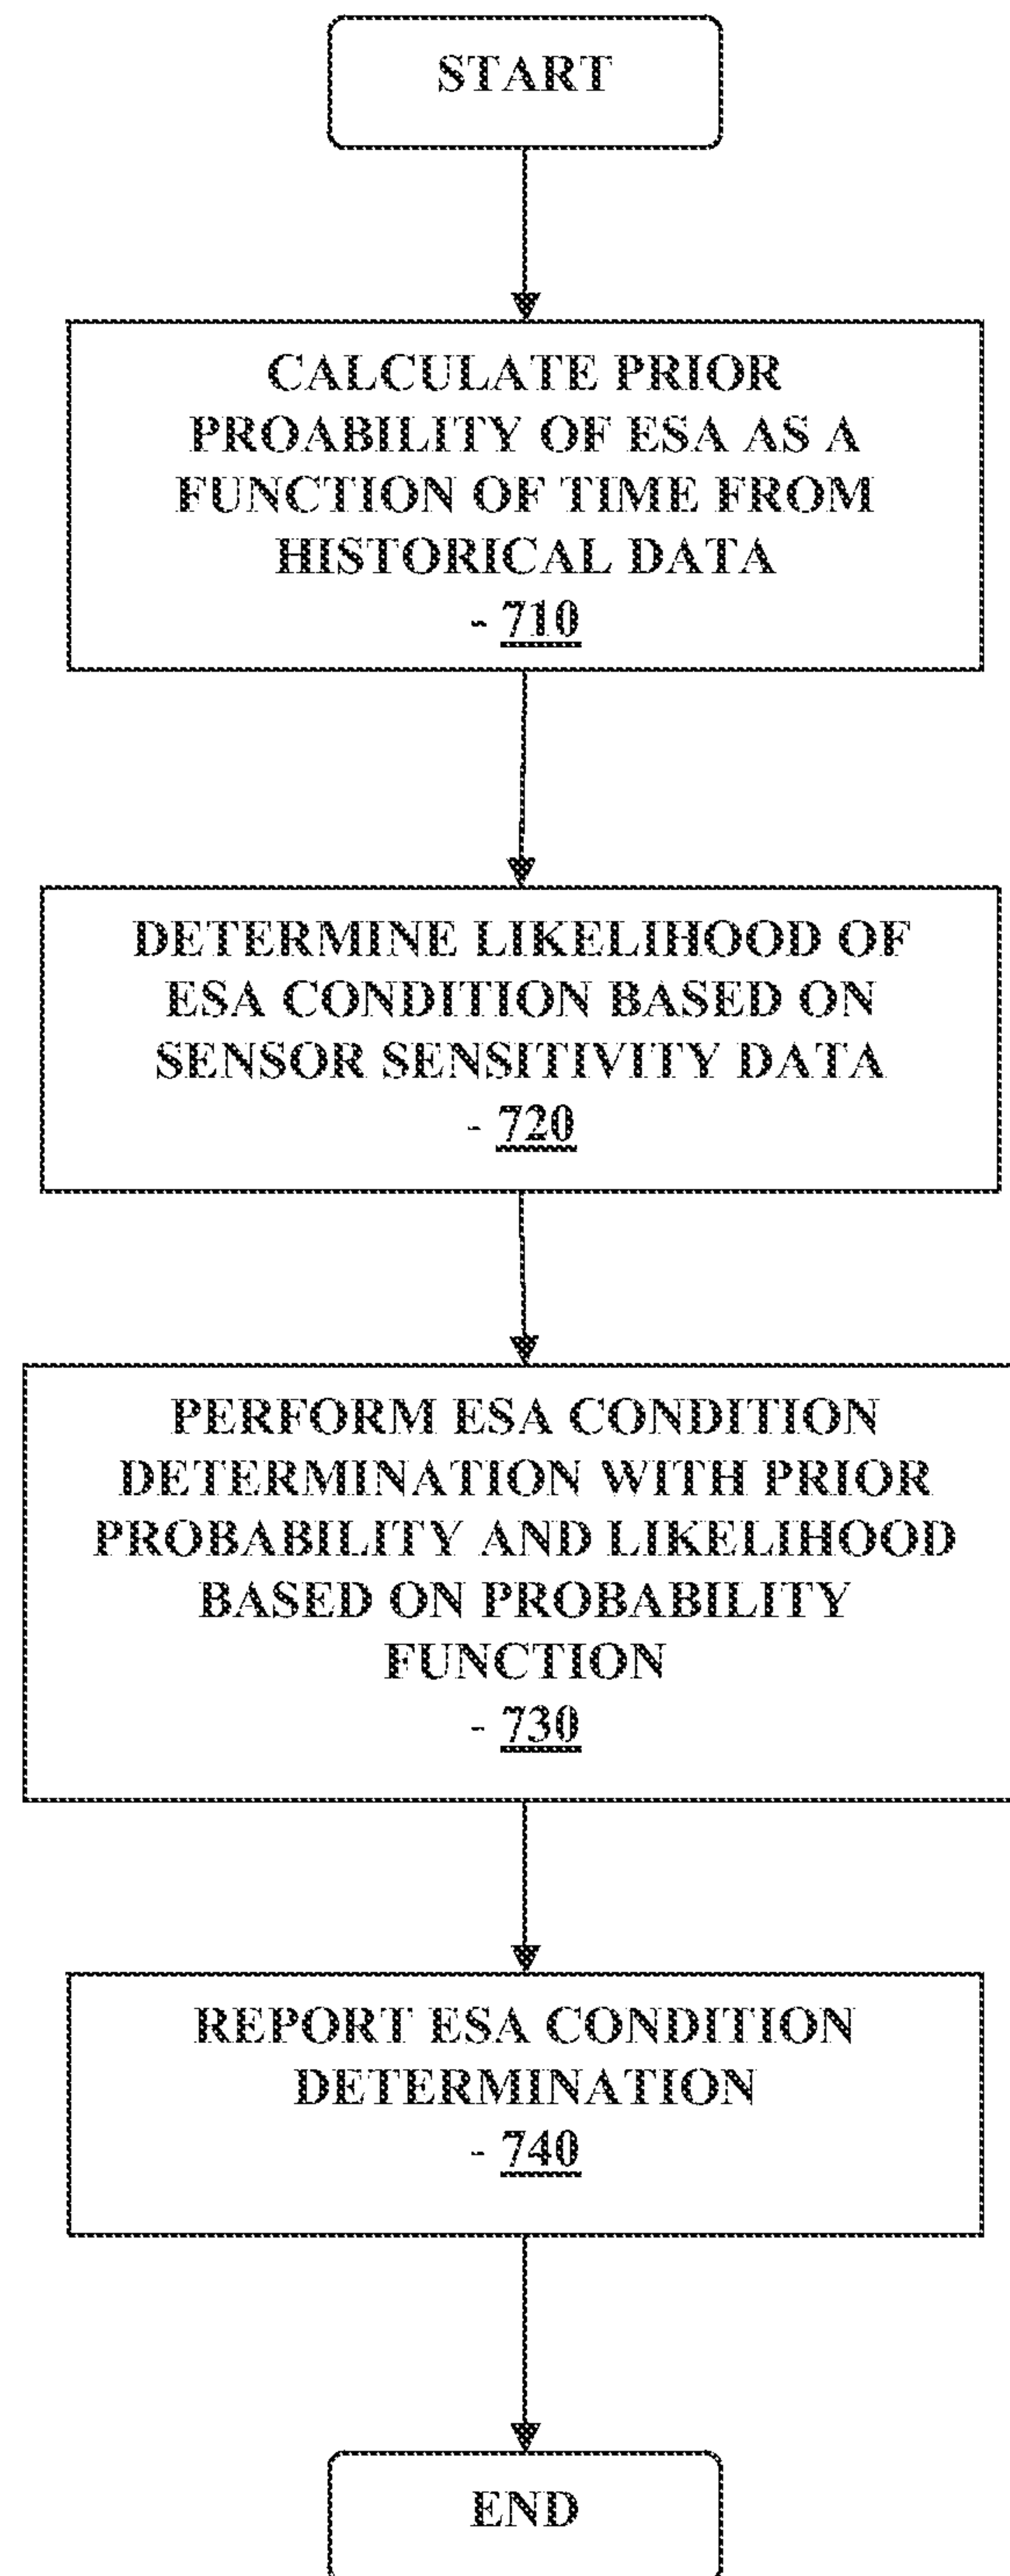 START
CALCULATE PRIOR
PROABILITY OF ESA AS A
FUNCTION OF TIME FROM
HISTORICAL DATA
- 710
DETERMINE LIKELIHOOD OF
ESA CONDITION BASED ON
SENSOR SENSITIVITY DATA
- 720
PERFORM ESA CONDITION
DETERMINATION WITH PRIOR
PROBABILITY AND LIKELIHOOD
BASED ON PROBABILITY
FUNCTION
- 730
REPORT ESA CONDITION
DETERMINATION
- 740
END